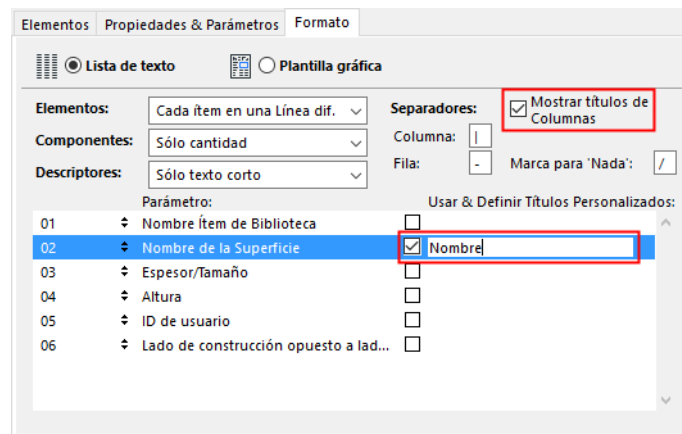 Elementos Propiedades & Parámetros Formato
Lista de texto Plantilla gráfica
Elementos: Cada ítem en una Línea dif. Separadores: Mostrar títulos de Columnas
Componentes: Sólo cantidad Columna: |
Descriptores: Sólo texto corto Fila: - Marca para 'Nada': /
Parámetro: Usar & Definir Títulos Personalizados:
01 Nombre Ítem de Biblioteca
02 Nombre de la Superficie Nombre
03 Espesor/Tamaño
04 Altura
05 ID de usuario
06 Lado de construcción opuesto a lad...